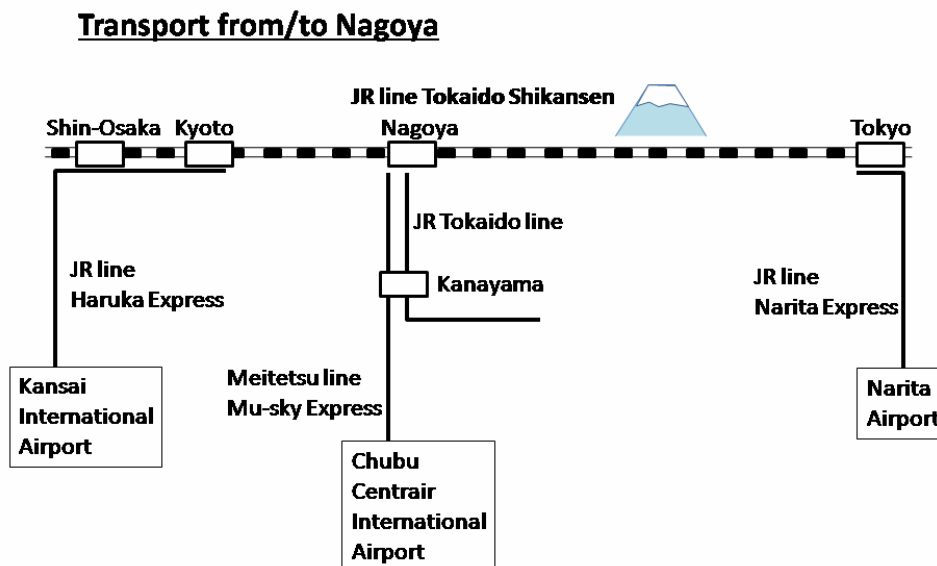 Transport from/to Nagoya
JR line Tokaido Shikansen
Shin-Osaka
Kyoto
Nagoya
Tokyo
JR Tokaido line
JR line
Haruka Express
Kanayama
JR line
Narita Express
Kansai
International
Airport
Meitetsu line
Mu-sky Express
Narita
Airport
Chubu
Centrair
International
Airport